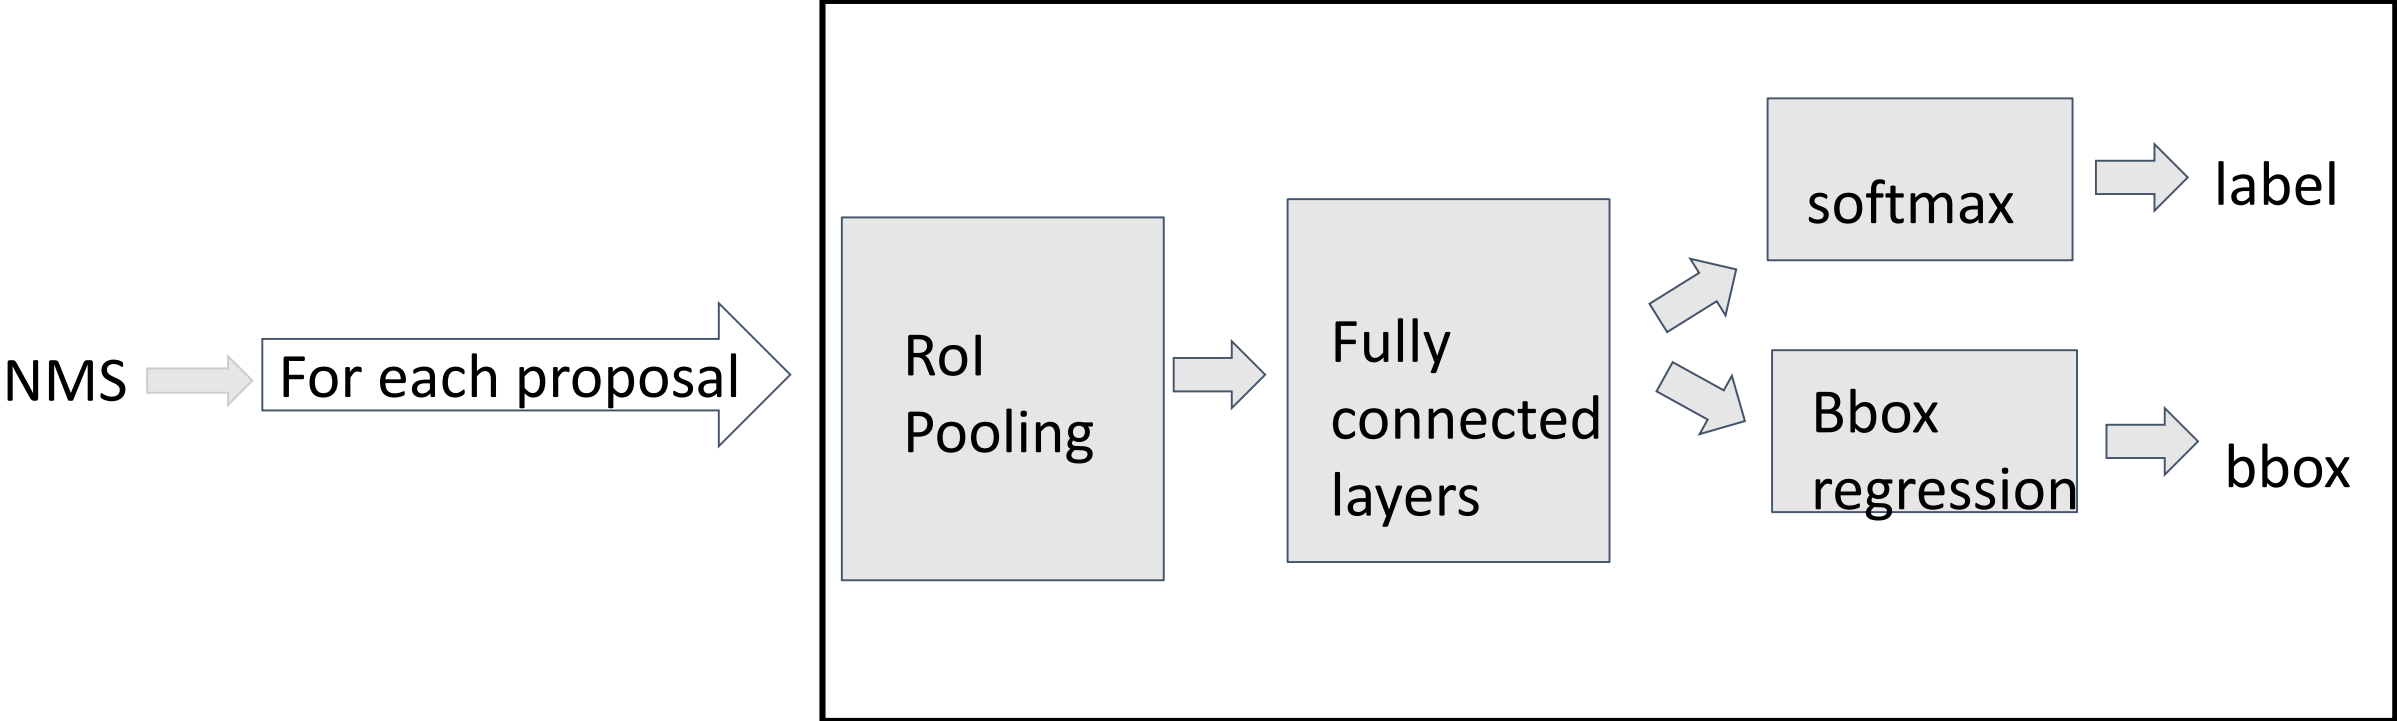 NMS
For each proposal
RoI
Pooling
Fully
connected
layers
softmax
label
Bbox
regression
bbox